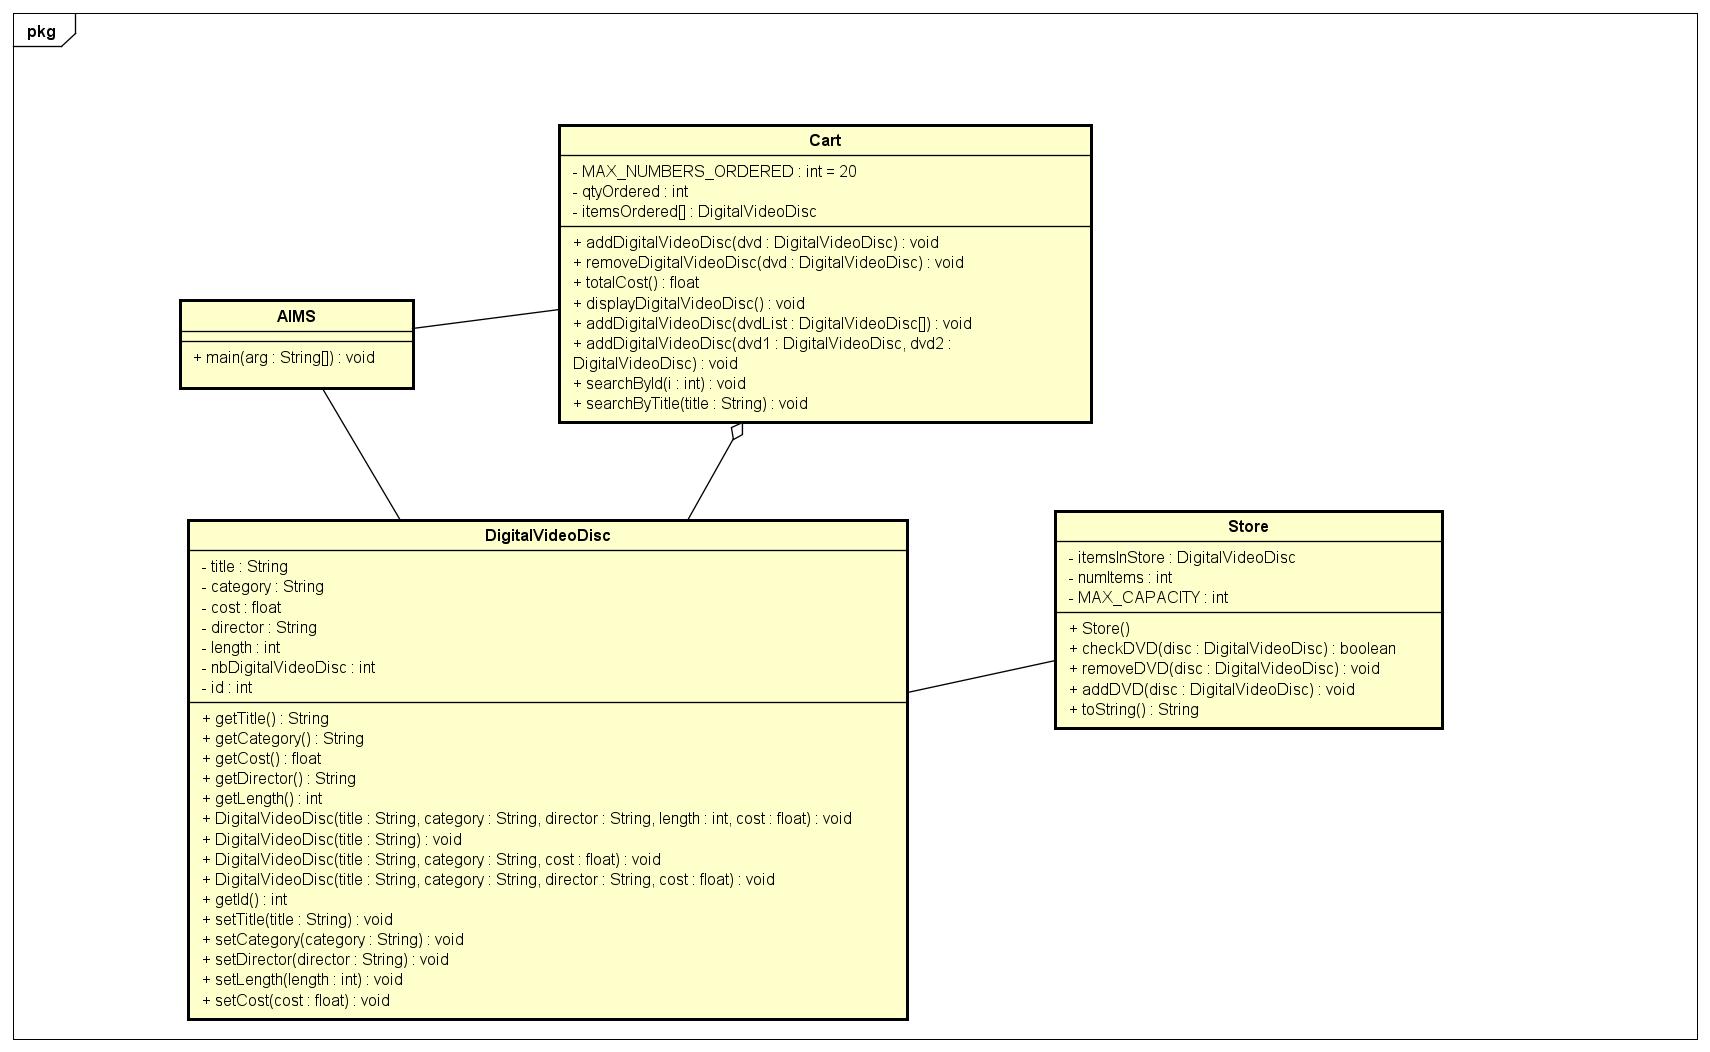 pkg
Cart
- MAX_NUMBERS_ORDERED : int = 20
- qtyOrdered : int
- itemsOrdered[] : DigitalVideoDisc
+ addDigitalVideoDisc(dvd : DigitalVideoDisc) : void
+ removeDigitalVideoDisc(dvd : DigitalVideoDisc) : void
+ totalCost() : float
+ displayDigitalVideoDisc() : void
+ addDigitalVideoDisc(dvdList : DigitalVideoDisc[]) : void
+ addDigitalVideoDisc(dvd1 : DigitalVideoDisc, dvd2 :
DigitalVideoDisc) : void
+ searchById(i : int) : void
+ searchByTitle(title : String) : void
AIMS
+ main(arg : String[]) : void
DigitalVideoDisc
- title : String
- category : String
- cost : float
- director : String
- length : int
- nbDigitalVideoDisc : int
- id : int
+ getTitle() : String
+ getCategory() : String
+ getCost() : float
+ getDirector() : String
+ getLength() : int
+ DigitalVideoDisc(title : String, category : String, director : String, length : int, cost : float) : void
+ DigitalVideoDisc(title : String) : void
+ DigitalVideoDisc(title : String, category : String, cost : float) : void
+ DigitalVideoDisc(title : String, category : String, director : String, cost : float) : void
+ getId() : int
+ setTitle(title : String) : void
+ setCategory(category : String) : void
+ setDirector(director : String) : void
+ setLength(length : int) : void
+ setCost(cost : float) : void
Store
- itemsInStore : DigitalVideoDisc
- numItems : int
- MAX_CAPACITY : int
+ Store()
+ checkDVD(disc : DigitalVideoDisc) : boolean
+ removeDVD(disc : DigitalVideoDisc) : void
+ addDVD(disc : DigitalVideoDisc) : void
+ toString() : String